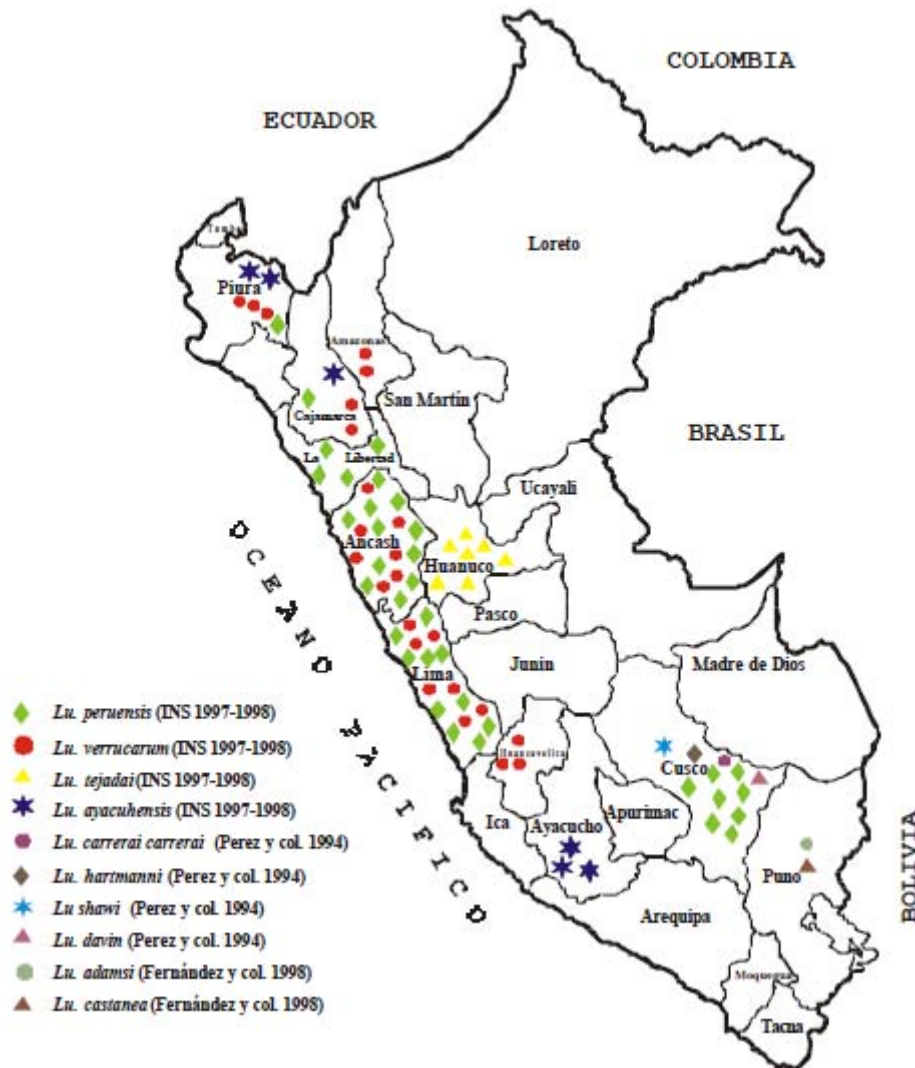 COLOMBIA
ECUADOR
Loreto
Piura
Amazonas
San Martin
Cajamarca
BRASIL
La Libertad
Ucayali
Ancash
Huanuco
OCEANO PACIFICO
Pasco
Junin
Madre de Dios
Lima
Huancavelica
Cusco
Ica
Ayacucho
Apurimac
Puno
BOLIVIA
Arequipa
Moquegua
Tacna
Lu. peruensis (INS 1997-1998)
Lu. verrucarum (INS 1997-1998)
Lu. tejadai (INS 1997-1998)
Lu. ayacuhensis (INS 1997-1998)
Lu. carrerai carrerai (Perez y col. 1994)
Lu. hartmanni (Perez y col. 1994)
Lu shawi (Perez y col. 1994)
Lu. davin (Perez y col. 1994)
Lu. adamsi (Fernández y col. 1998)
Lu. castanea (Fernández y col. 1998)